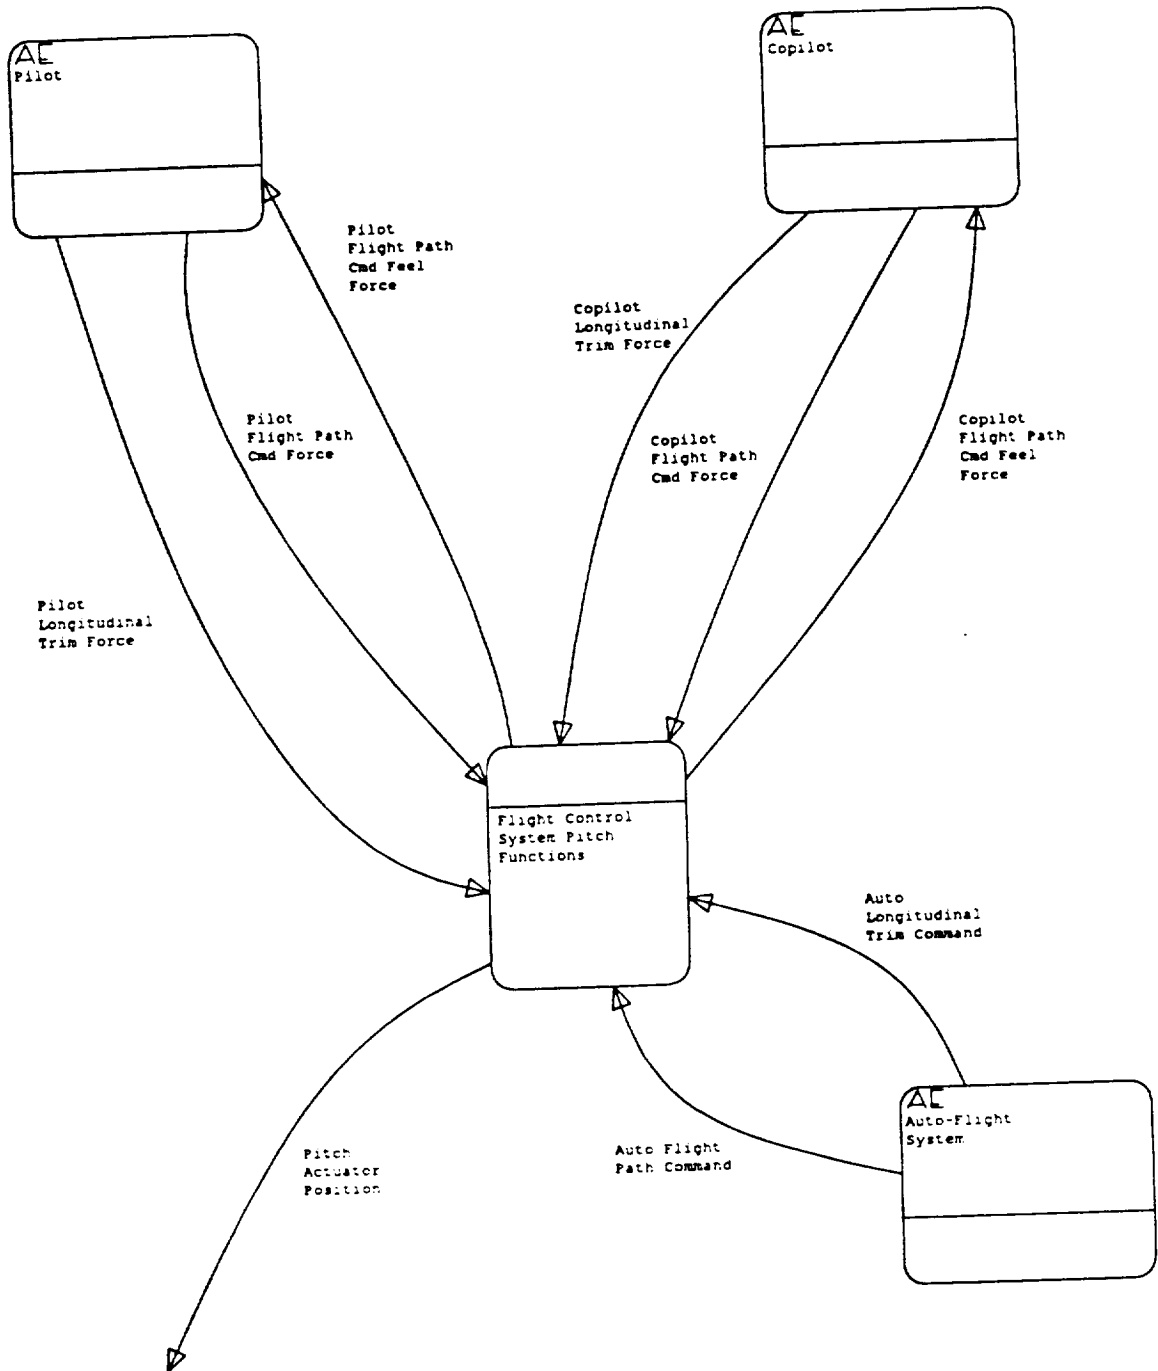 AE
Pilot
AE
Copilot
Pilot
Flight Path
Cmd Feel
Force
Copilot
Longitudinal
Trim Force
Pilot
Flight Path
Cmd Force
Copilot
Flight Path
Cmd Force
Copilot
Flight Path
Cmd Feel
Force
Pilot
Longitudinal
Trim Force
Flight Control
System Pitch
Functions
Auto
Longitudinal
Trim Command
AE
Auto-Flight
System
Auto Flight
Path Command
Pitch
Actuator
Position